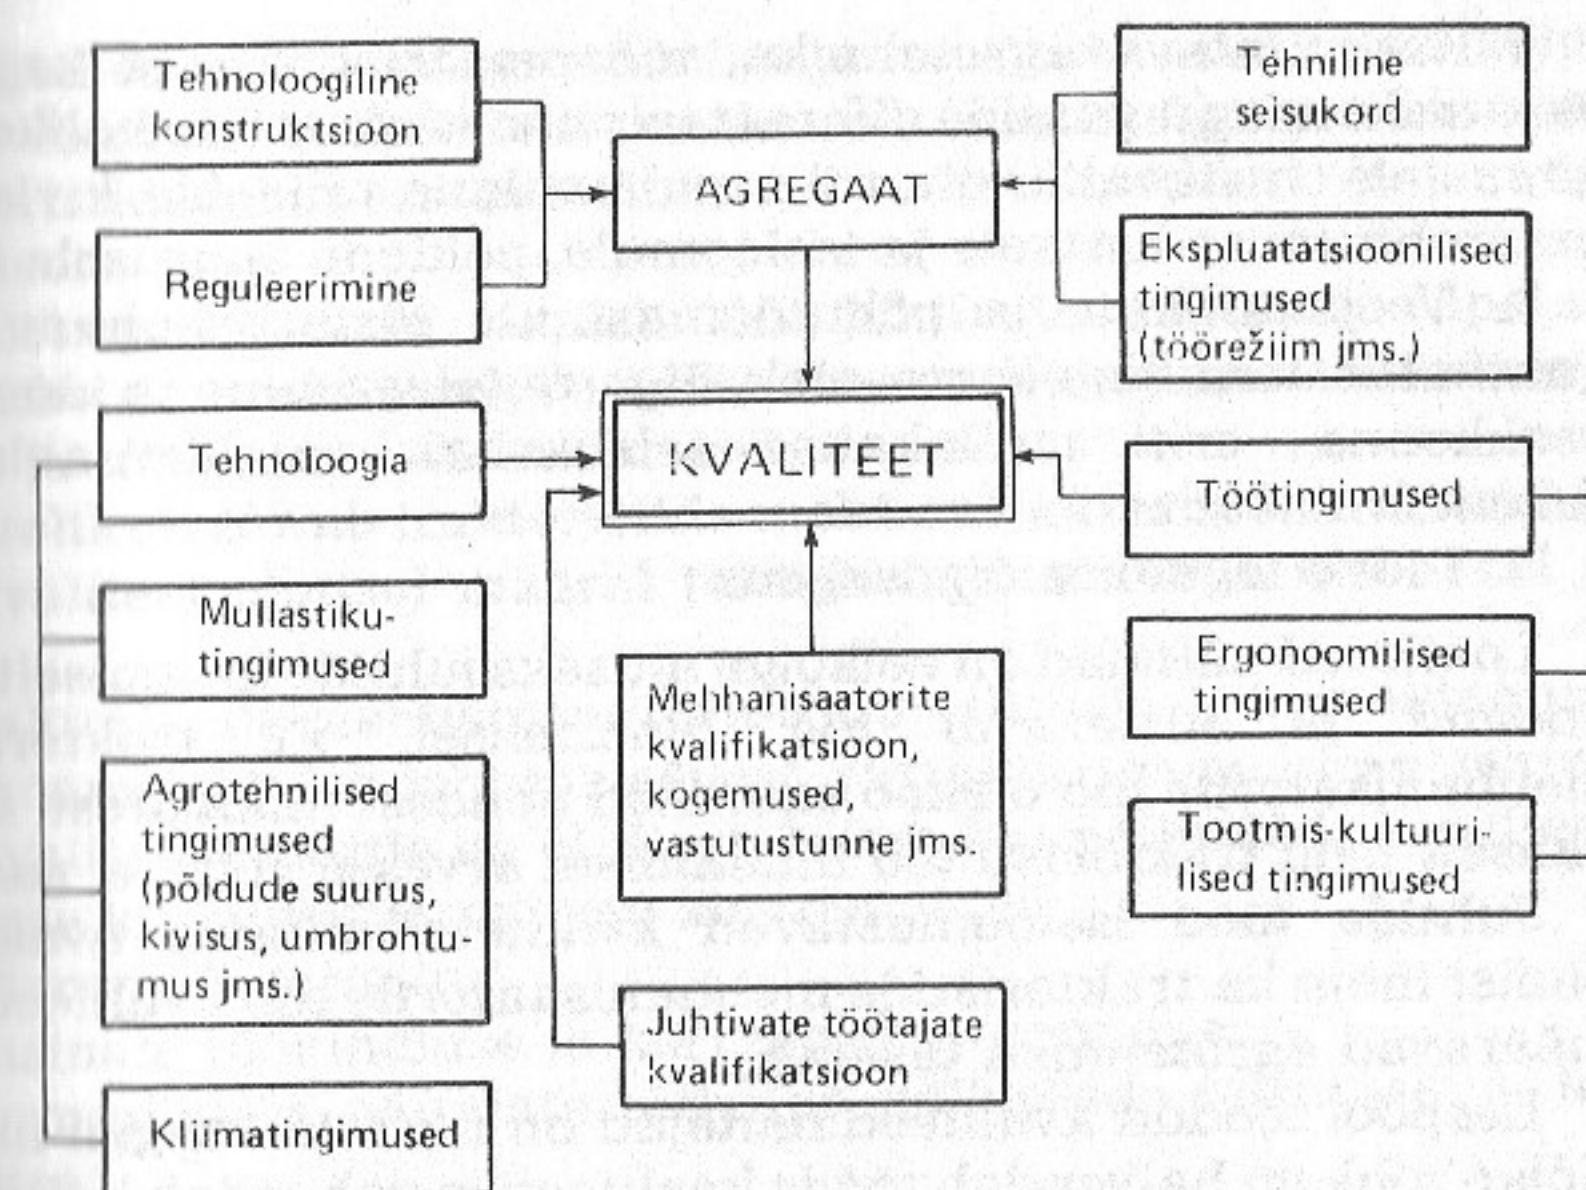 Tehnoloogiline
konstruktsioon
Reguleerimine
AGREGAAT
Tehniline
seisukord
Ekspluatatsioonilised
tingimused
(töörežiim jms.)
Tehnoloogia
KVALITEET
Töötingimused
Mullastiku-
tingimused
Agrotehnilised
tingimused
(põldude suurus,
kivisus, umbrohtu-
mus jms.)
Kliimatingimused
Mehhanisaatorite
kvalifikatsioon,
kogemused,
vastutustunne jms.
Juhtivate töötajate
kvalifikatsioon
Ergonoomilised
tingimused
Tootmis-kultuuri-
lised tingimused